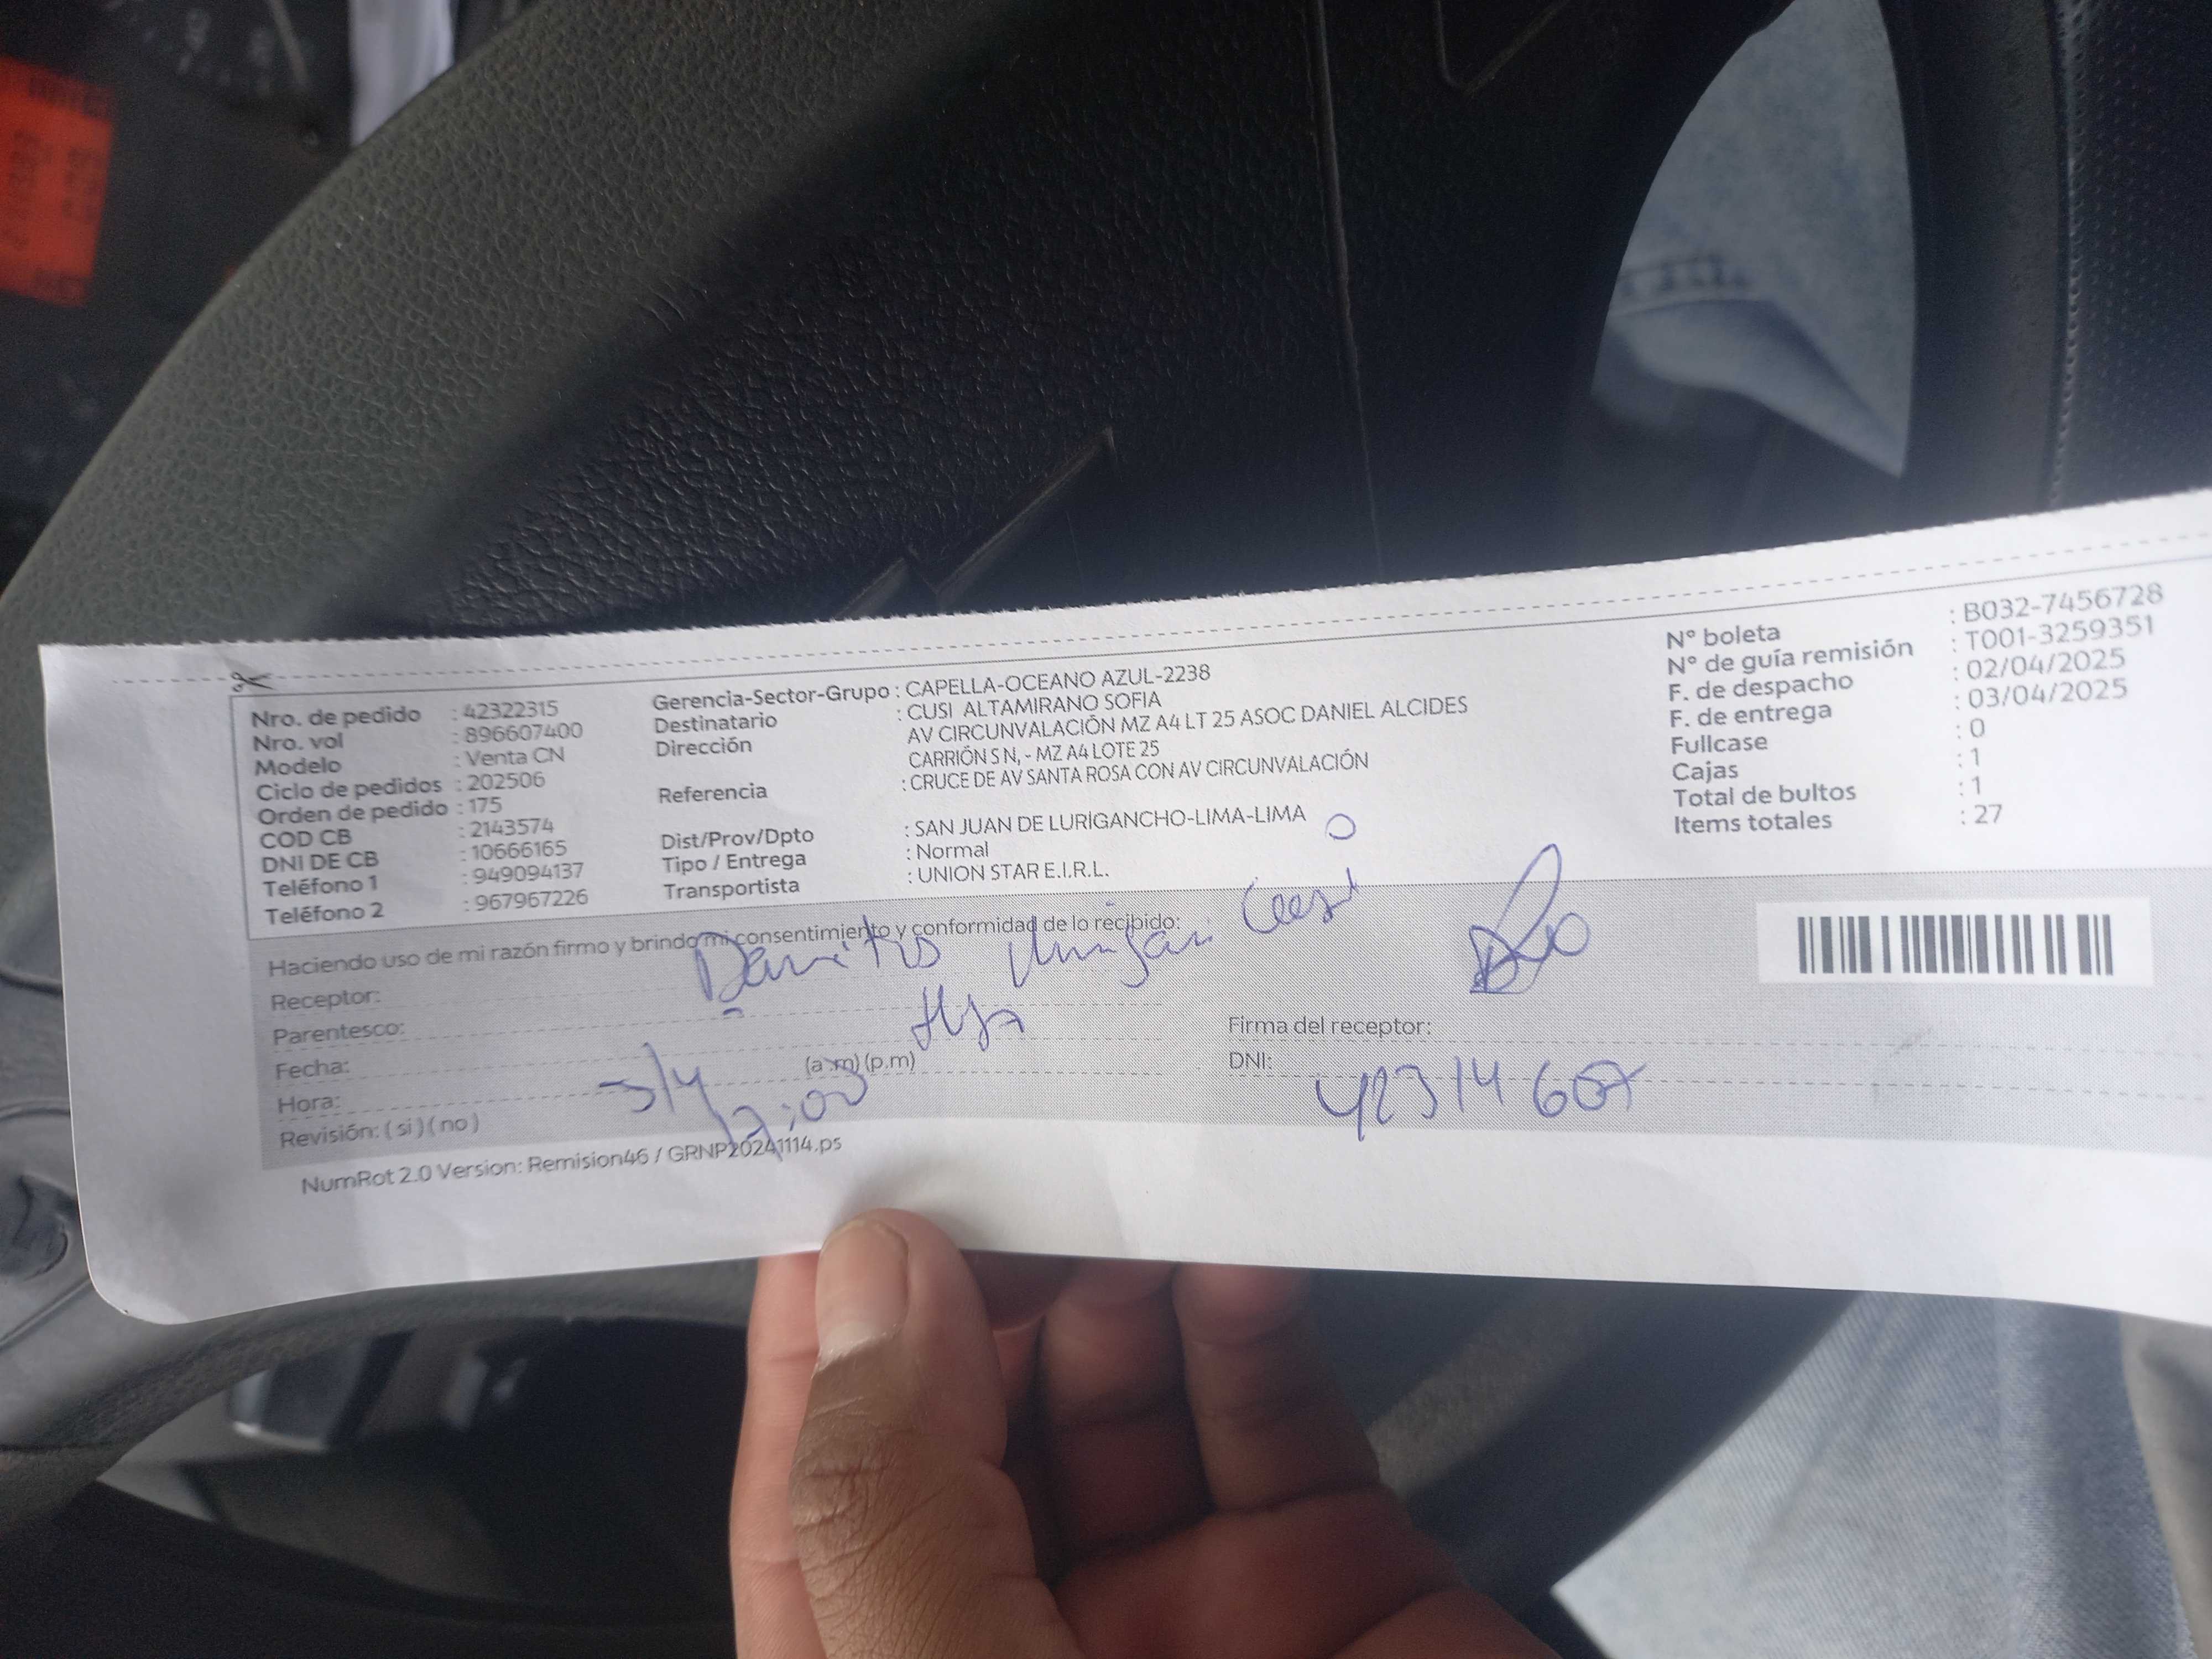 Nro. de pedido : 42322315
Nro. vol : 896607400
Modelo : Venta CN
Ciclo de pedidos : 202506
Orden de pedido : 175
COD CB : 2143574
DNI DE CB : 10666165
Teléfono 1 : 949094137
Teléfono 2 : 967967226
Gerencia-Sector-Grupo : CAPELLA-OCEANO AZUL-2238
Destinatario : CUSI ALTAMIRANO SOFIA
Dirección AV CIRCUNVALACIÓN MZ A4 LT 25 ASOC DANIEL ALCIDES
CARRIÓN S N, - MZ A4 LOTE 25
Referencia : CRUCE DE AV SANTA ROSA CON AV CIRCUNVALACIÓN
Dist/Prov/Dpto : SAN JUAN DE LURIGANCHO-LIMA-LIMA
Tipo / Entrega : Normal
Transportista : UNION STAR E.I.R.L.
N° boleta : B032-7456728
N° de guía remisión : T001-3259351
F. de despacho : 02/04/2025
F. de entrega : 03/04/2025
Fullcase : 0
Cajas : 1
Total de bultos : 1
Items totales : 27
Haciendo uso de mi razón firmo y brindo mi consentimiento y conformidad de lo recibido:
Receptor:
Parentesco: Hija
Fecha: 3/4 (a.m) (p.m)
Hora: 12:00
Revisión: ( si ) ( no )
Firma del receptor:
DNI: 42314607
NumRot 2.0 Version: Remision46 / GRNP20241114.ps